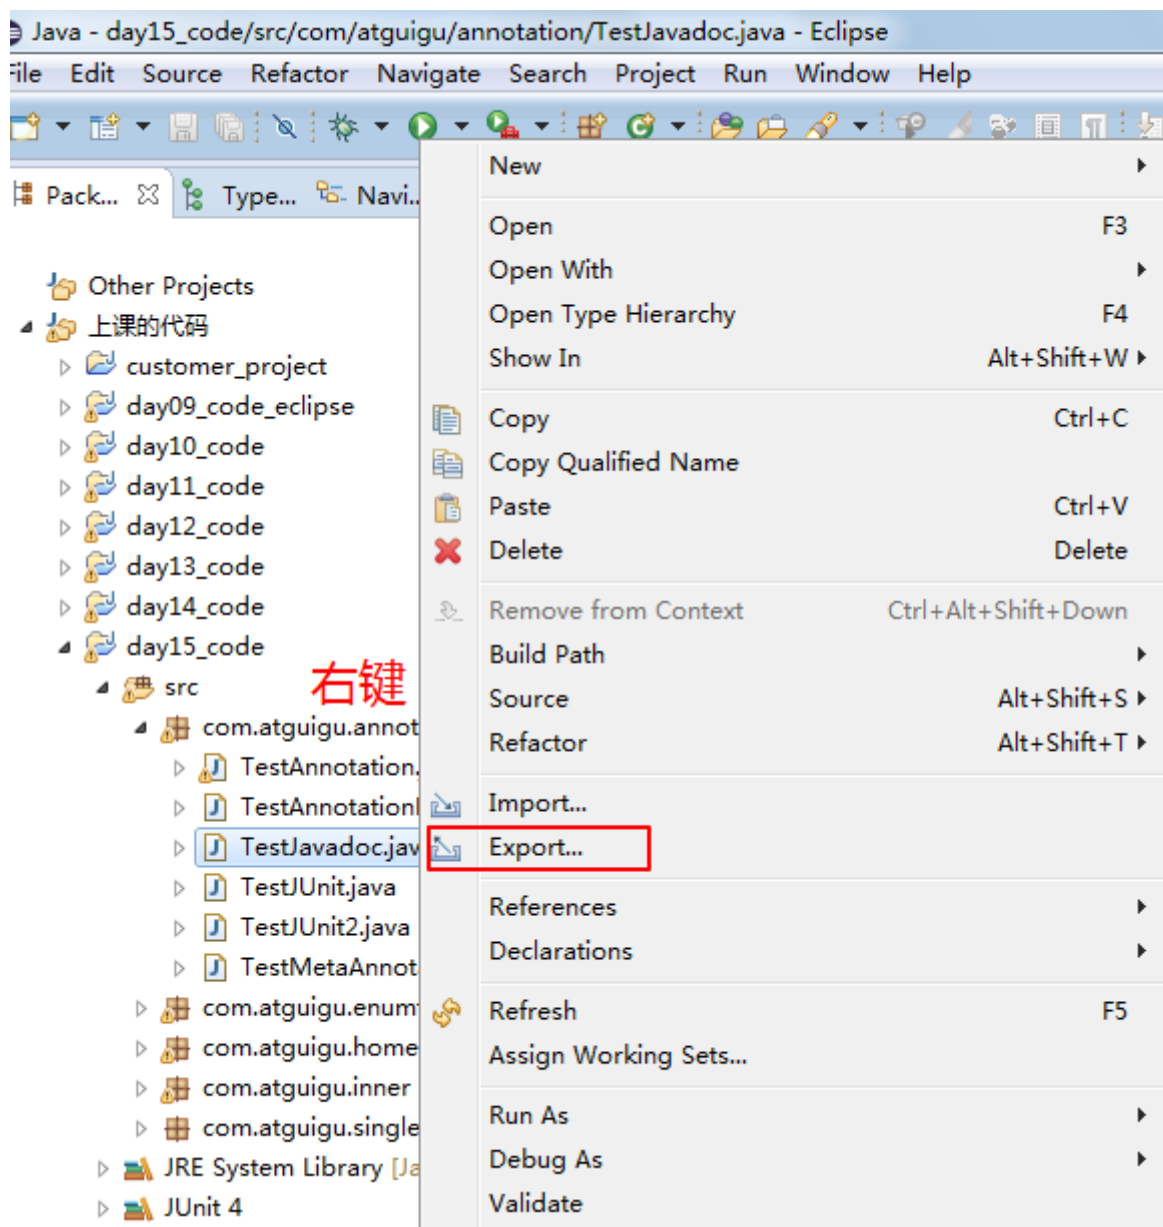 Java - day15_code/src/com/atguigu/annotation/TestJavadoc.java - Eclipse
File Edit Source Refactor Navigate Search Project Run Window Help
Pack... Type... Navi..
New
Open F3
Open With
Open Type Hierarchy F4
Show In Alt+Shift+W
Copy Ctrl+C
Copy Qualified Name
Paste Ctrl+V
Delete Delete
Remove from Context Ctrl+Alt+Shift+Down
Build Path
Source Alt+Shift+S
Refactor Alt+Shift+T
Import...
Export...
References
Declarations
Refresh F5
Assign Working Sets...
Run As
Debug As
Validate
Other Projects
上课的代码
customer_project
day09_code_eclipse
day10_code
day11_code
day12_code
day13_code
day14_code
day15_code
src
右键
com.atguigu.annot
TestAnnotation.
TestAnnotation
TestJavadoc.jav
TestJUnit.java
TestJUnit2.java
TestMetaAnnot
com.atguigu.enum
com.atguigu.home
com.atguigu.inner
com.atguigu.single
JRE System Library [Ja
JUnit 4